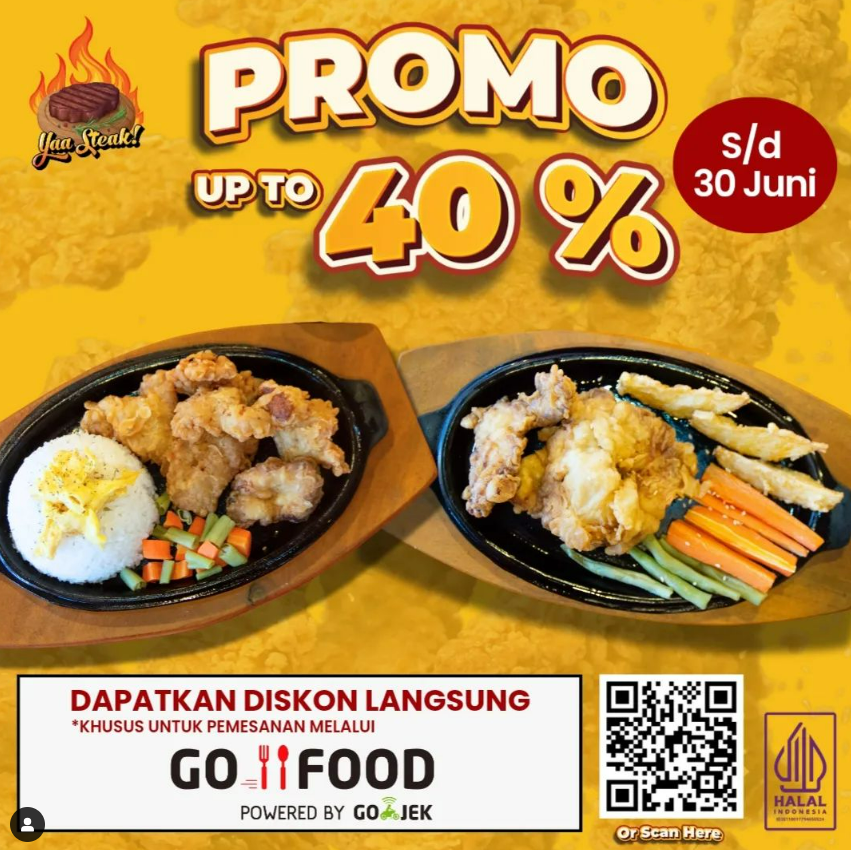 Yaa Steak!
PROMO
UP TO 40 %
s/d
30 Juni
DAPATKAN DISKON LANGSUNG
*KHUSUS UNTUK PEMESANAN MELALUI
GO FOOD
POWERED BY GOJEK
Or Scan Here
HALAL
INDONESIA